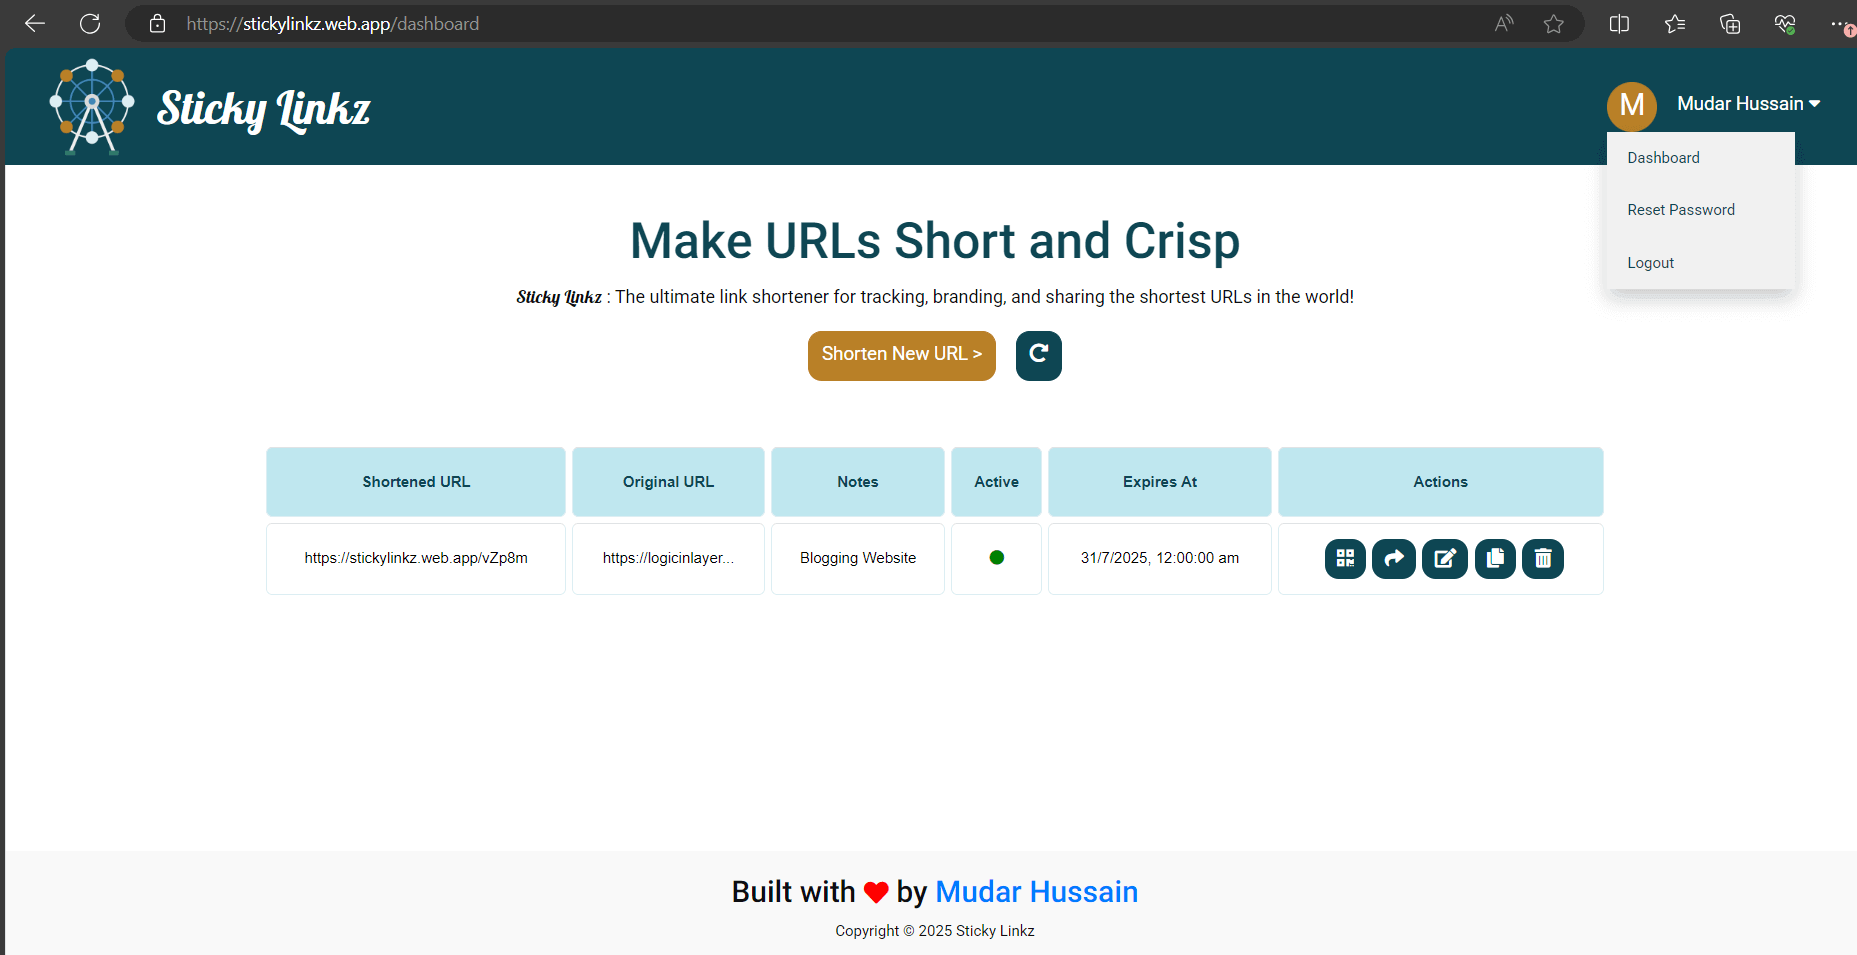 https://stickylinkz.web.app/dashboard
Sticky Linkz
M
Mudar Hussain
Dashboard
Reset Password
Logout
Make URLs Short and Crisp
Sticky Linkz : The ultimate link shortener for tracking, branding, and sharing the shortest URLs in the world!
Shorten New URL >
Shortened URL Original URL Notes Active Expires At Actions
https://stickylinkz.web.app/vZp8m https://logicinlayer... Blogging Website 31/7/2025, 12:00:00 am
Built with ❤ by Mudar Hussain
Copyright © 2025 Sticky Linkz